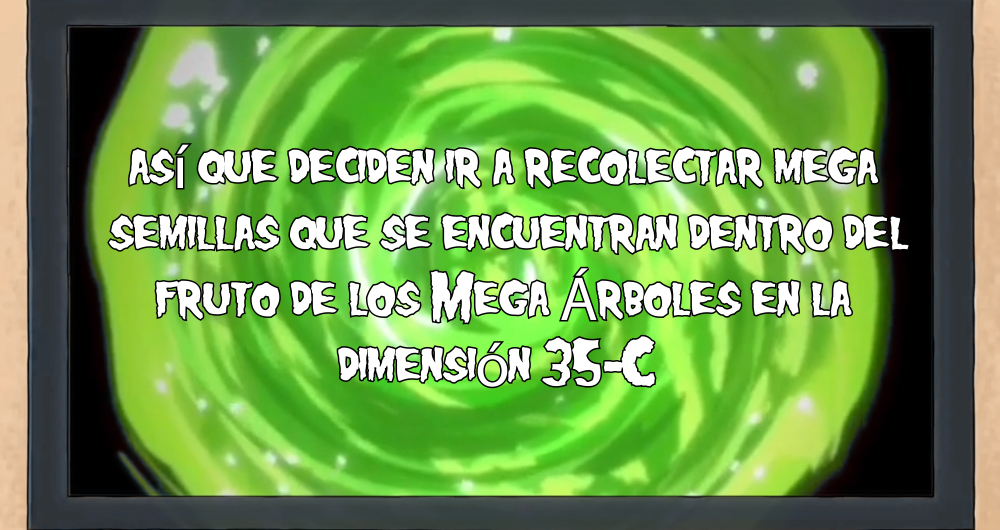 así que deciden ir a recolectar mega
semillas que se encuentran dentro del
fruto de los Mega Árboles en la
dimensión 35-C